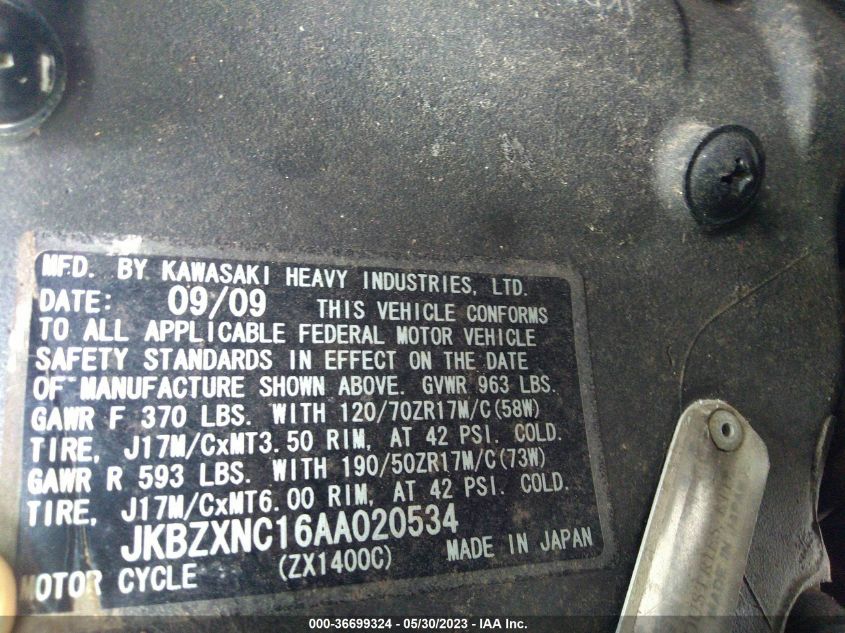 MFD. BY KAWASAKI HEAVY INDUSTRIES, LTD.
DATE: 09/09 THIS VEHICLE CONFORMS
TO ALL APPLICABLE FEDERAL MOTOR VEHICLE
SAFETY STANDARDS IN EFFECT ON THE DATE
OF MANUFACTURE SHOWN ABOVE. GVWR 963 LBS.
GAWR F 370 LBS. WITH 120/70ZR17M/C(58W)
TIRE, J17M/CxMT3.50 RIM, AT 42 PSI. COLD.
GAWR R 593 LBS. WITH 190/50ZR17M/C(73W)
TIRE, J17M/CxMT6.00 RIM, AT 42 PSI. COLD.
JKBZXNC16AA020534
MOTOR CYCLE (ZX1400C) MADE IN JAPAN
000-36699324 / 05/30/2023 - IAA Inc.